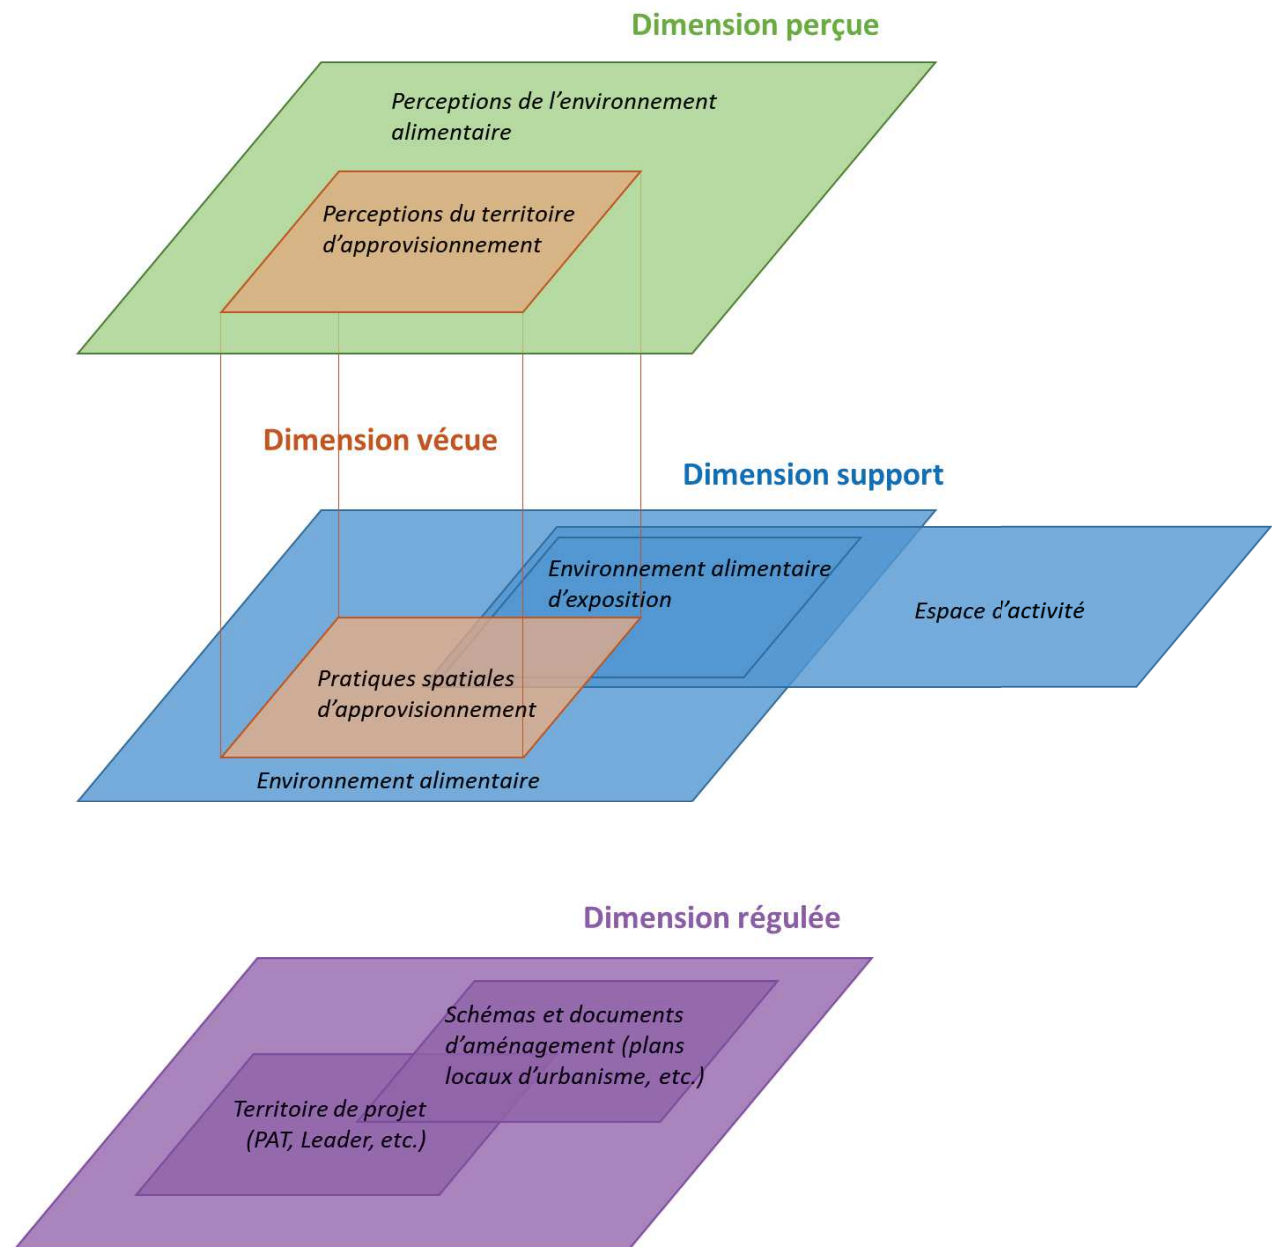 Dimension perçue
Perceptions de l'environnement
alimentaire
Perceptions du territoire
d'approvisionnement
Dimension vécue
Dimension support
Environnement alimentaire
d'exposition
Espace d'activité
Pratiques spatiales
d'approvisionnement
Environnement alimentaire
Dimension régulée
Schémas et documents
d'aménagement (plans
locaux d'urbanisme, etc.)
Territoire de projet
(PAT, Leader, etc.)